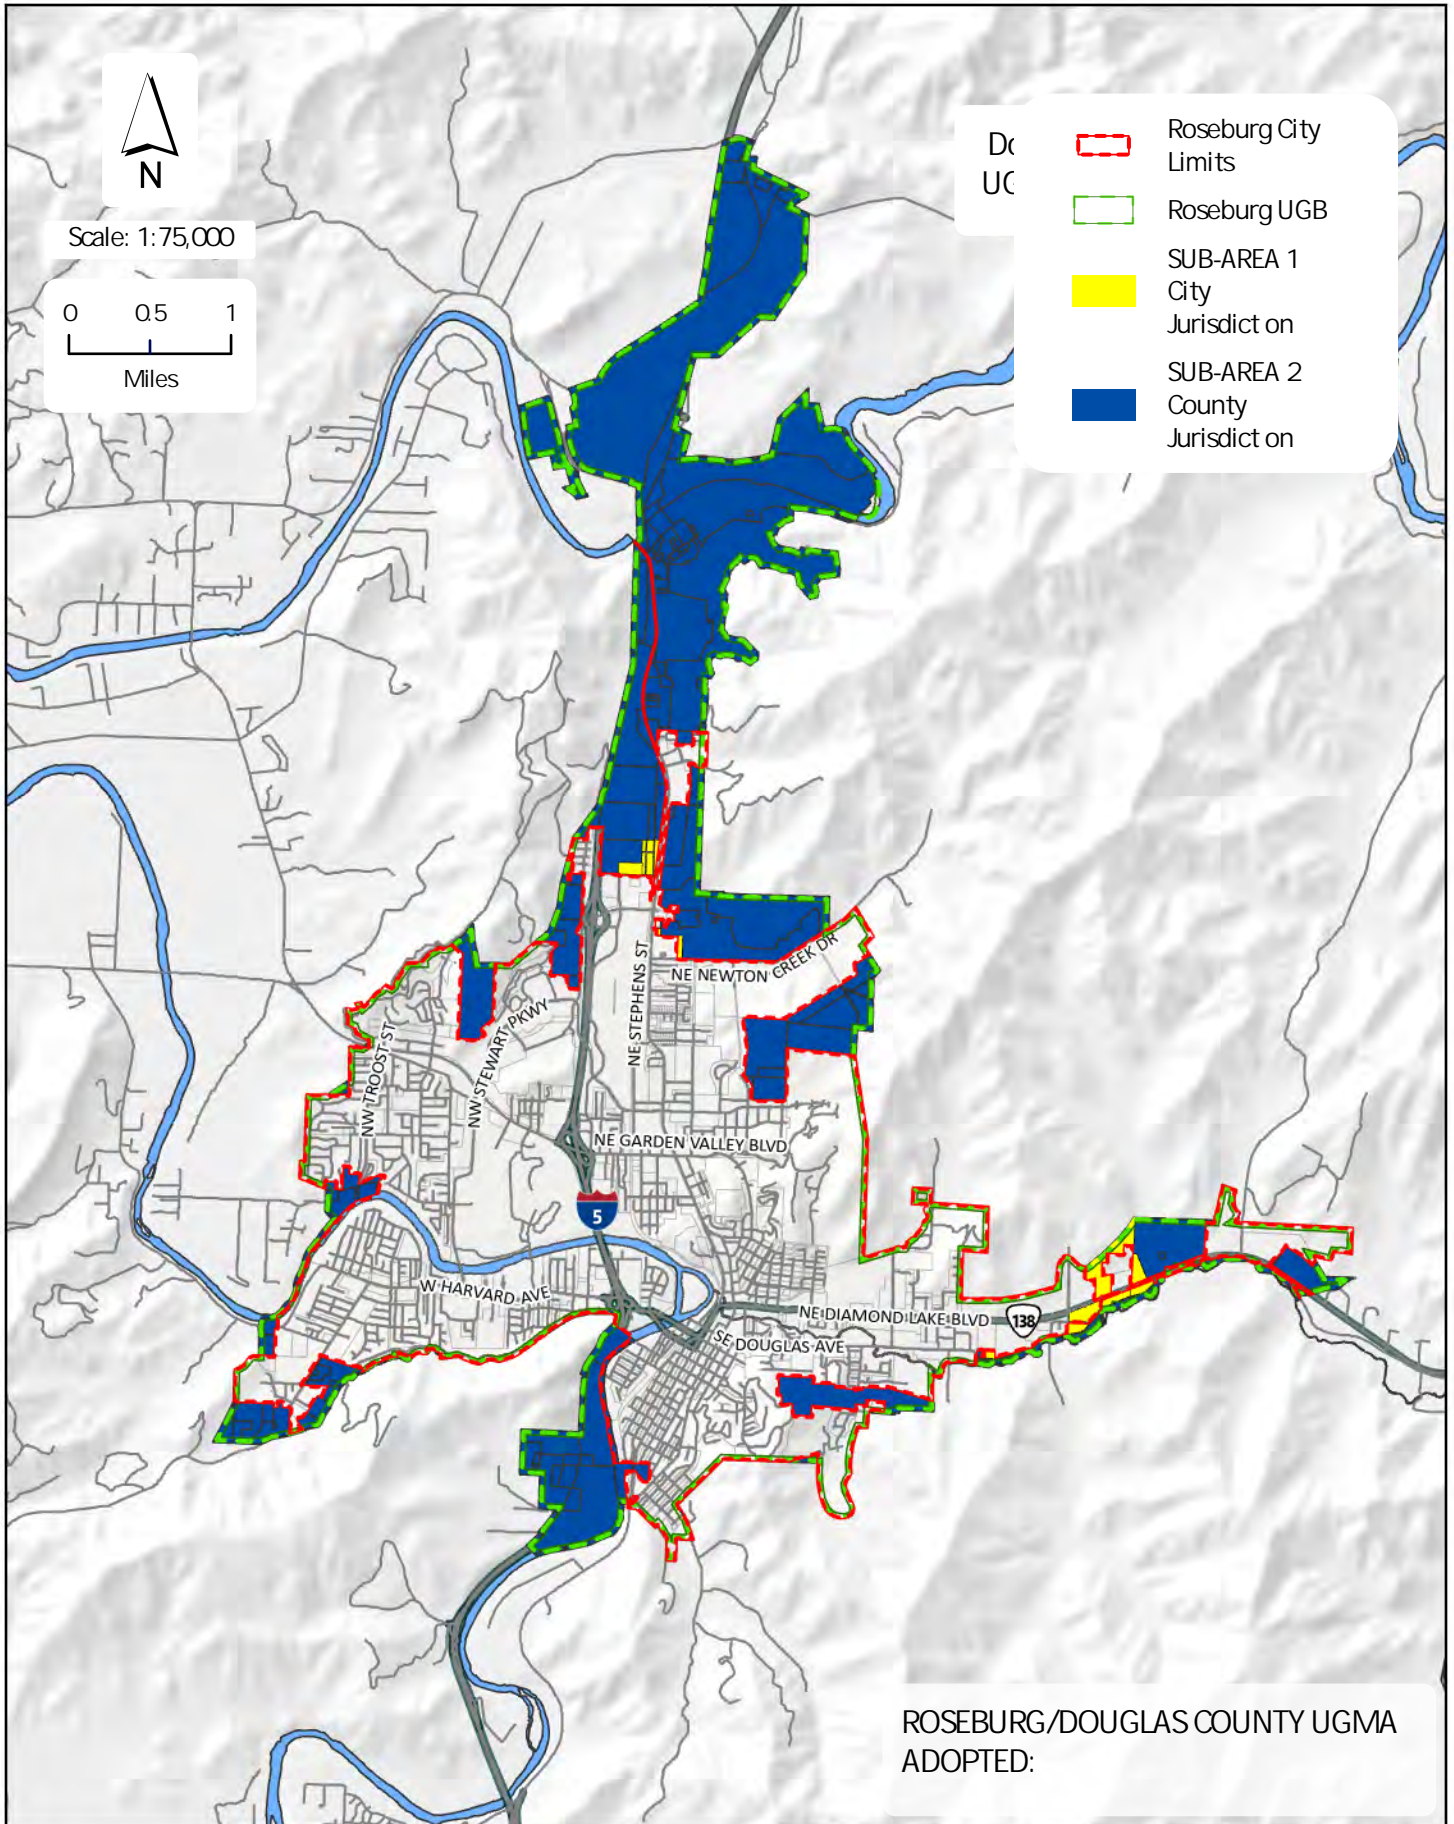 N
Scale: 1:75,000
0 0.5 1
Miles
Roseburg City
Limits
Roseburg UGB
SUB-AREA 1
City
Jurisdict on
SUB-AREA 2
County
Jurisdict on
NE STEPHENS ST
NE NEWTON CREEK DR
NW TROOST ST
NW STEWART PKWY
NE GARDEN VALLEY BLVD
5
W HARVARD AVE
NE DIAMOND LAKE BLVD
138
SE DOUGLAS AVE
ROSEBURG/DOUGLAS COUNTY UGMA
ADOPTED: